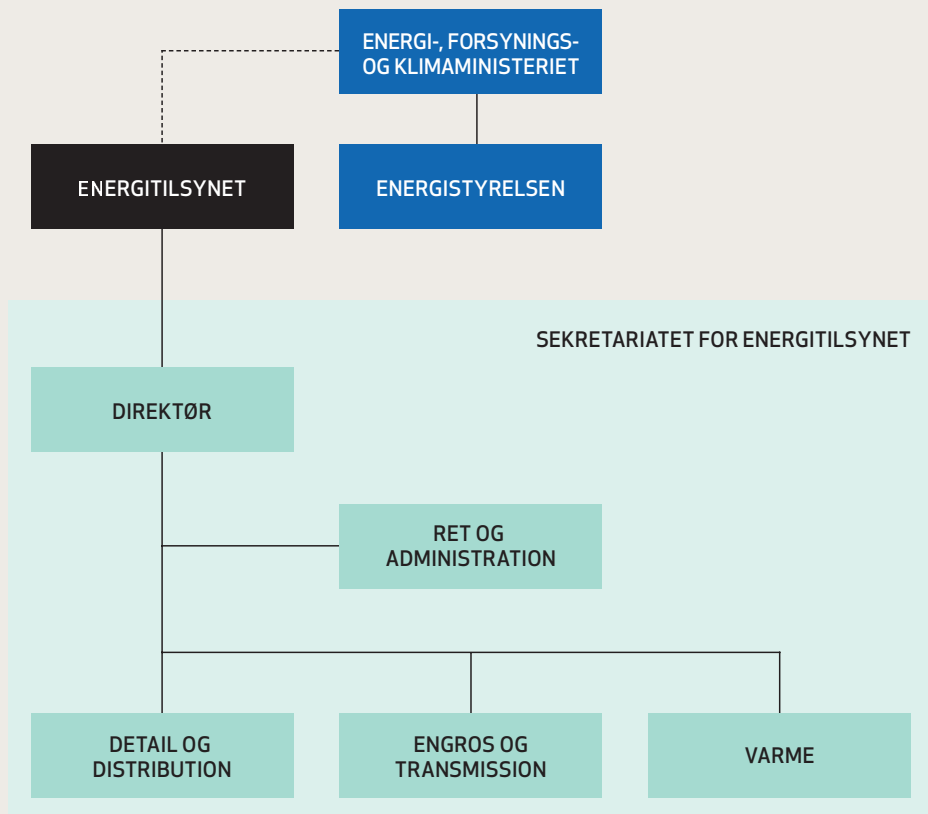 ENERGI-, FORSYNINGS-
OG KLIMAMINISTERIET
ENERGITILSYNET
ENERGISTYRELSEN
SEKRETARIATET FOR ENERGITILSYNET
DIREKTØR
RET OG
ADMINISTRATION
DETAIL OG
DISTRIBUTION
ENGROS OG
TRANSMISSION
VARME